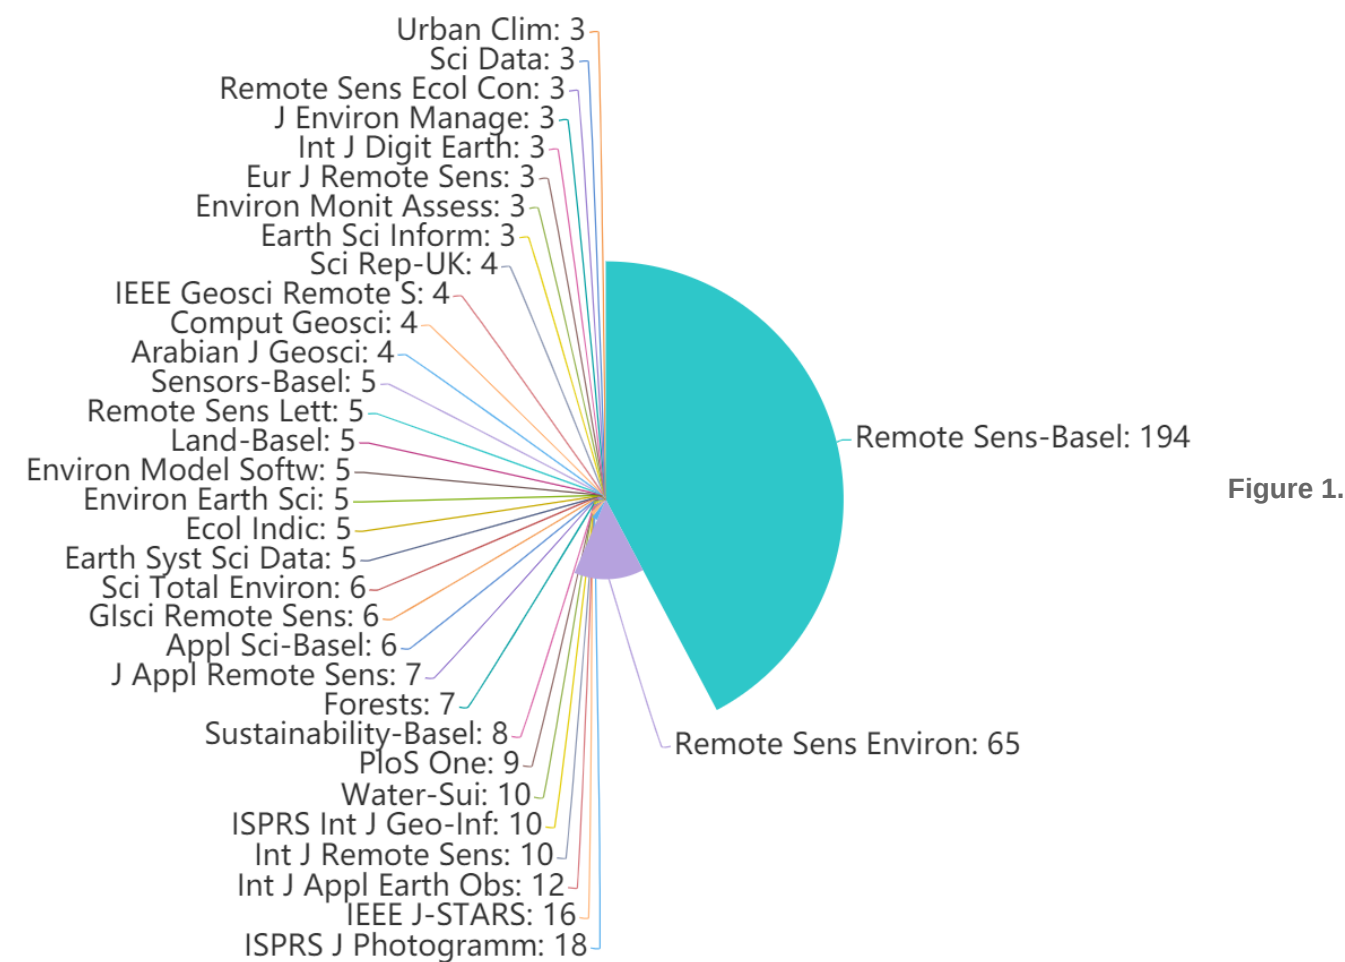 Urban Clim: 3
Sci Data: 3
Remote Sens Ecol Con: 3
J Environ Manage: 3
Int J Digit Earth: 3
Eur J Remote Sens: 3
Environ Monit Assess: 3
Earth Sci Inform: 3
Sci Rep-UK: 4
IEEE Geosci Remote S: 4
Comput Geosci: 4
Arabian J Geosci: 4
Sensors-Basel: 5
Remote Sens Lett: 5
Land-Basel: 5
Environ Model Softw: 5
Environ Earth Sci: 5
Ecol Indic: 5
Earth Syst Sci Data: 5
Sci Total Environ: 6
GIsci Remote Sens: 6
Appl Sci-Basel: 6
J Appl Remote Sens: 7
Forests: 7
Sustainability-Basel: 8
PloS One: 9
Water-Sui: 10
ISPRS Int J Geo-Inf: 10
Int J Remote Sens: 10
Int J Appl Earth Obs: 12
IEEE J-STARS: 16
ISPRS J Photogramm: 18
Remote Sens-Basel: 194
Remote Sens Environ: 65
Figure 1.